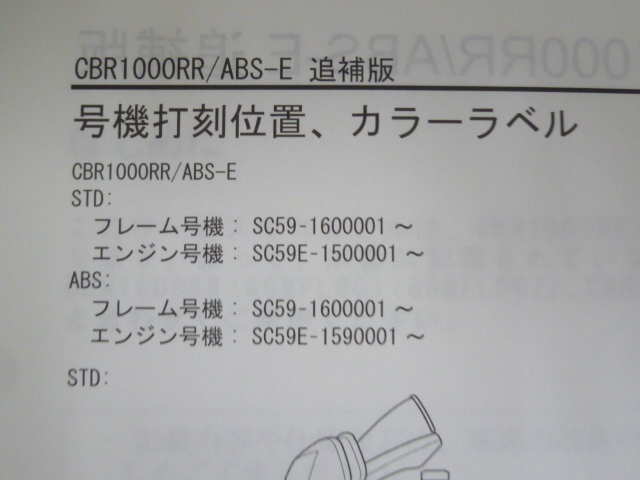 CBR1000RR/ABS-E 追補版
号機打刻位置、カラーラベル
CBR1000RR/ABS-E
STD:
フレーム号機: SC59-1600001～
エンジン号機: SC59E-1500001～
ABS:
フレーム号機: SC59-1600001～
エンジン号機: SC59E-1590001～
STD: